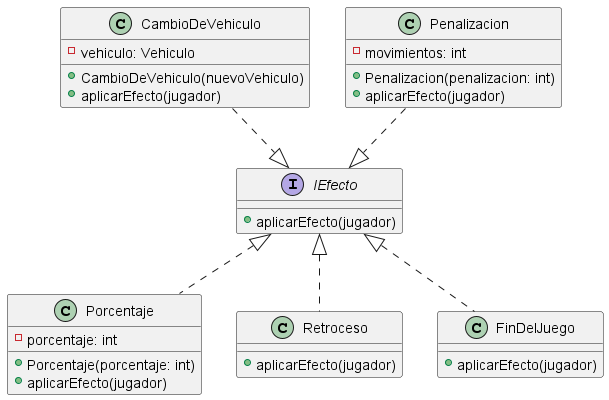 C CambioDeVehiculo
vehiculo: Vehiculo
CambioDeVehiculo(nuevoVehiculo)
aplicarEfecto(jugador)
C Penalizacion
movimientos: int
Penalizacion(penalizacion: int)
aplicarEfecto(jugador)
I IEfecto
aplicarEfecto(jugador)
C Porcentaje
porcentaje: int
Porcentaje(porcentaje: int)
aplicarEfecto(jugador)
C Retroceso
aplicarEfecto(jugador)
C FinDelJuego
aplicarEfecto(jugador)